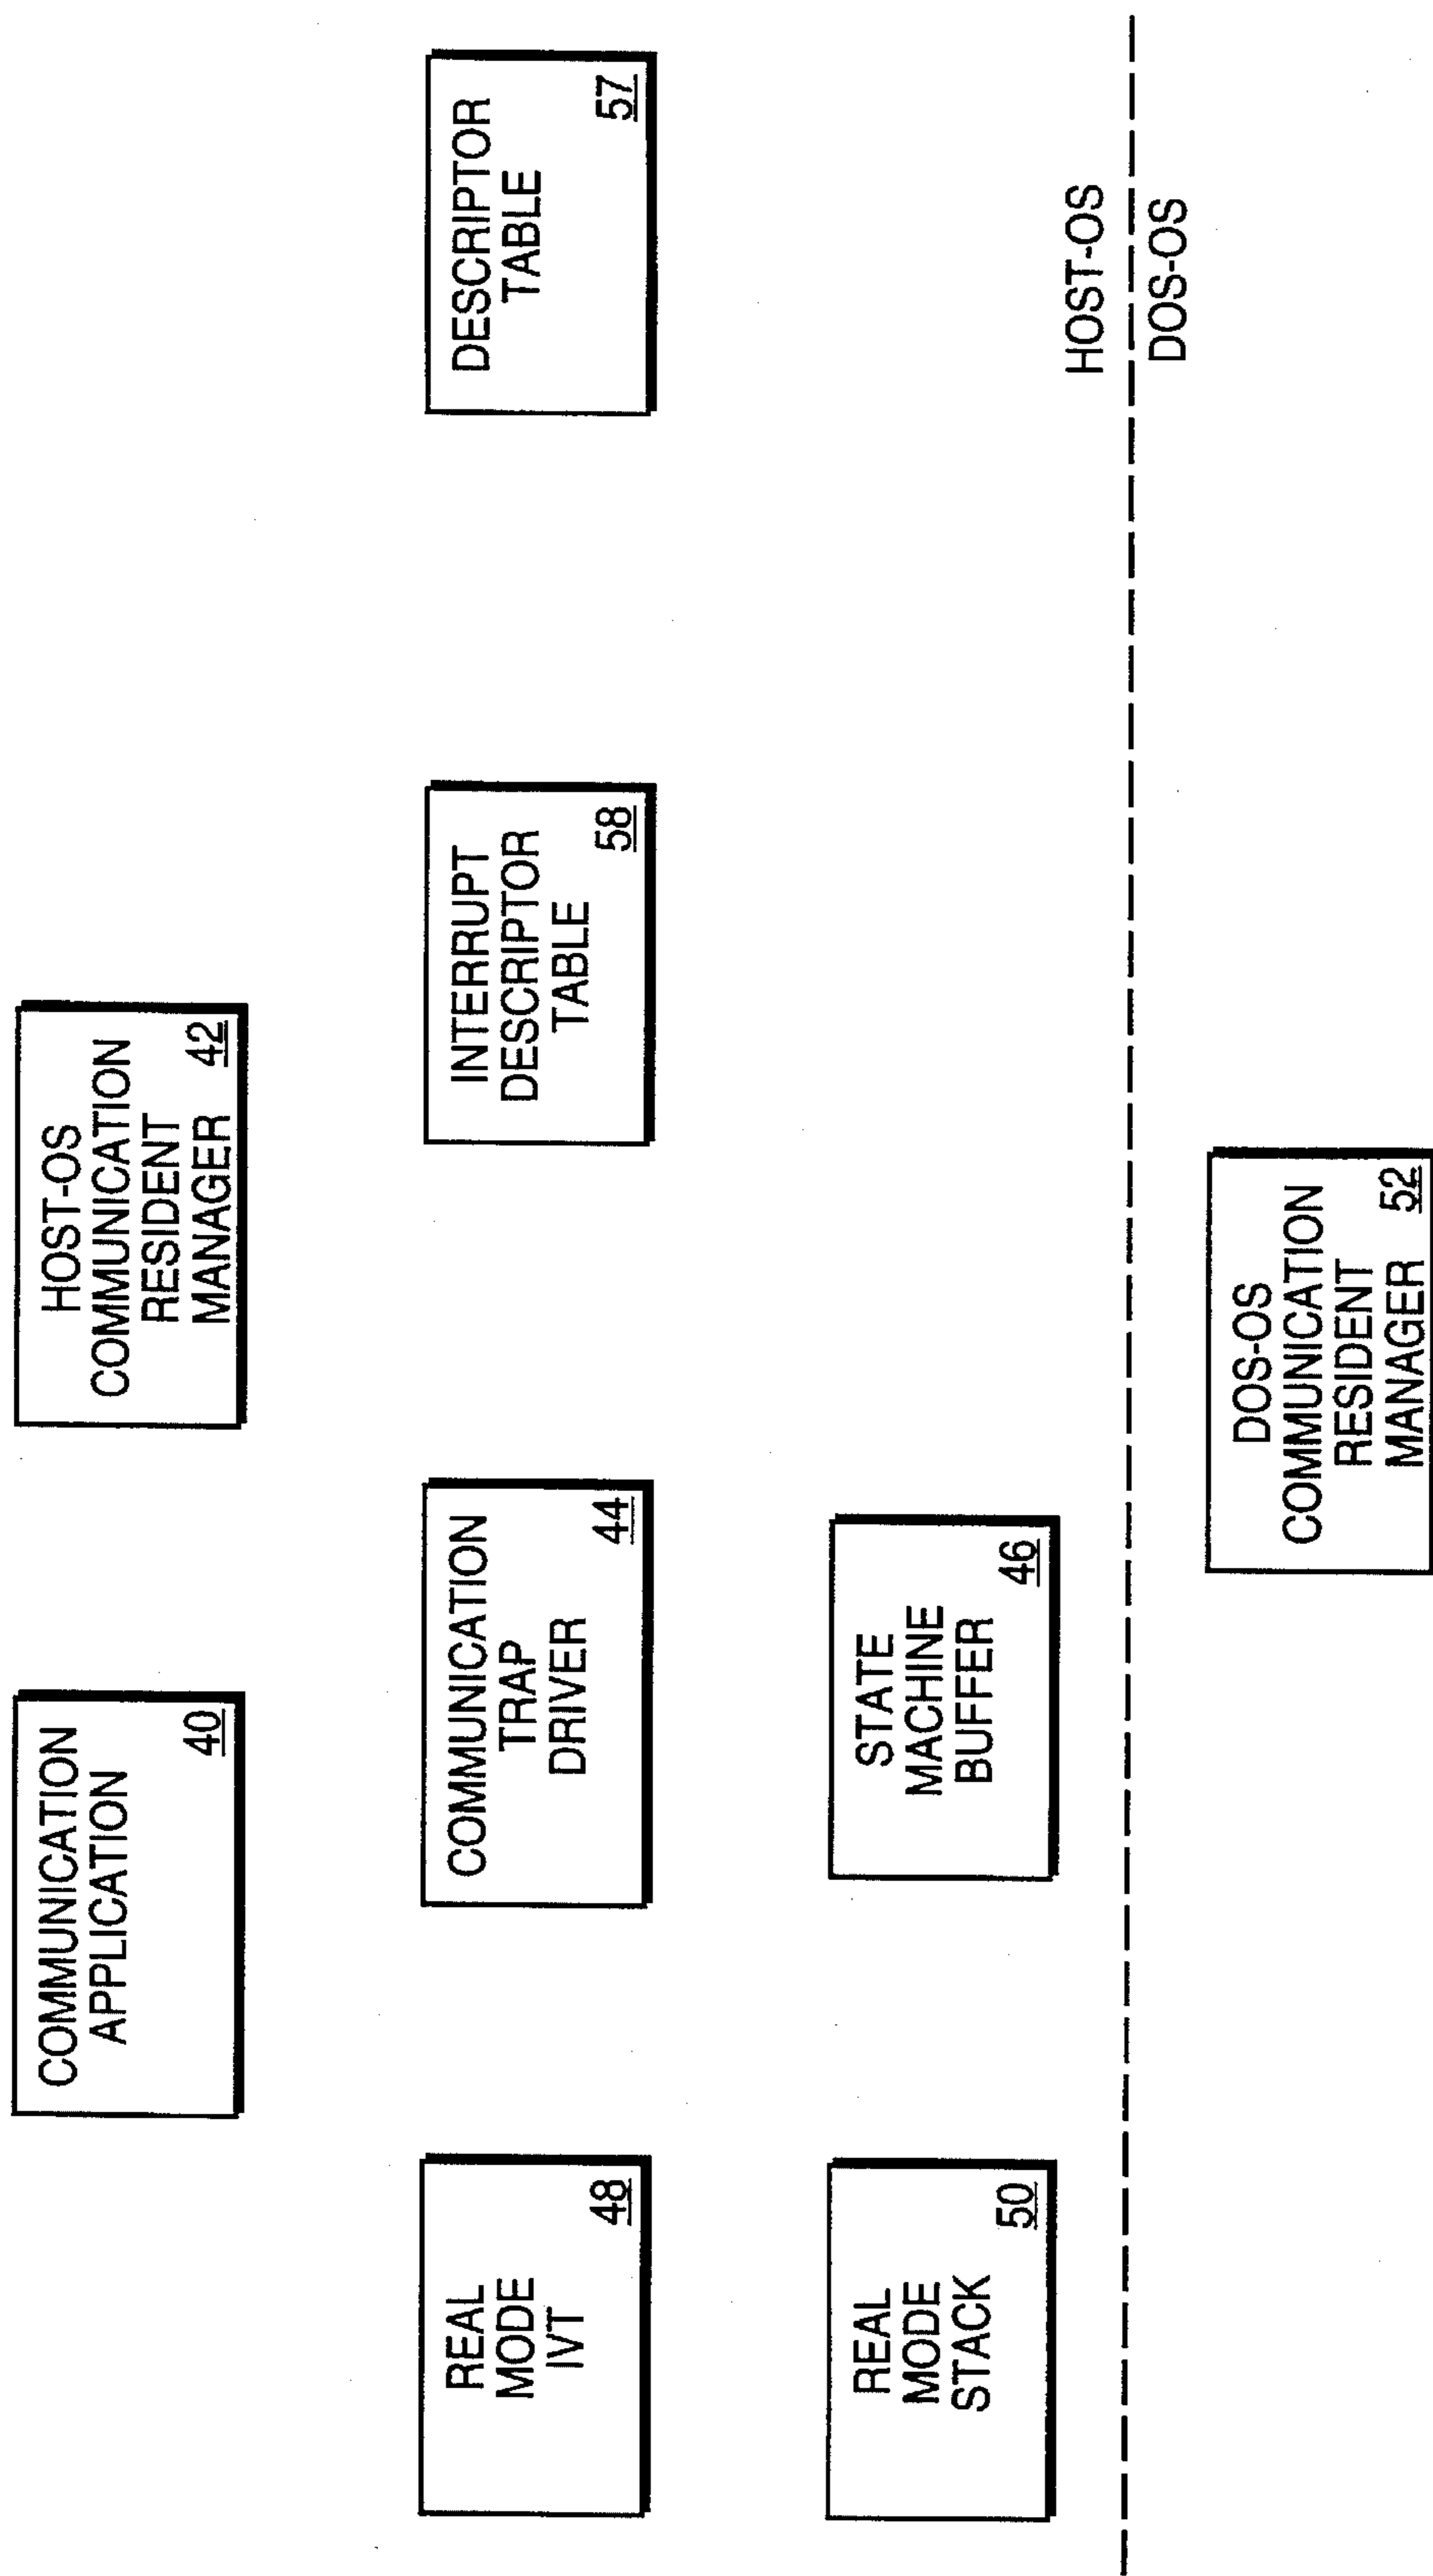 COMMUNICATION
APPLICATION
40
HOST-OS
COMMUNICATION
RESIDENT
MANAGER 42
REAL
MODE
IVT
48
COMMUNICATION
TRAP
DRIVER
44
INTERRUPT
DESCRIPTOR
TABLE
58
DESCRIPTOR
TABLE
57
REAL
MODE
STACK
50
STATE
MACHINE
BUFFER
46
HOST-OS
DOS-OS
DOS-OS
COMMUNICATION
RESIDENT
MANAGER 52